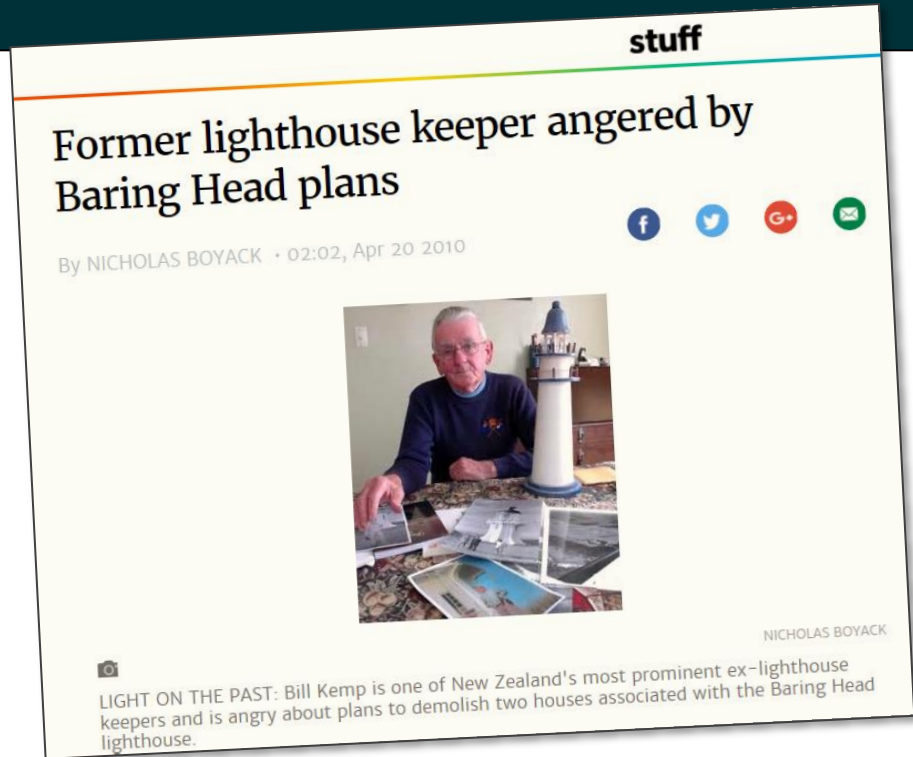 stuff
Former lighthouse keeper angered by
Baring Head plans
By NICHOLAS BOYACK • 02:02, Apr 20 2010
f G+
NICHOLAS BOYACK
LIGHT ON THE PAST: Bill Kemp is one of New Zealand's most prominent ex-lighthouse
keepers and is angry about plans to demolish two houses associated with the Baring Head
lighthouse.